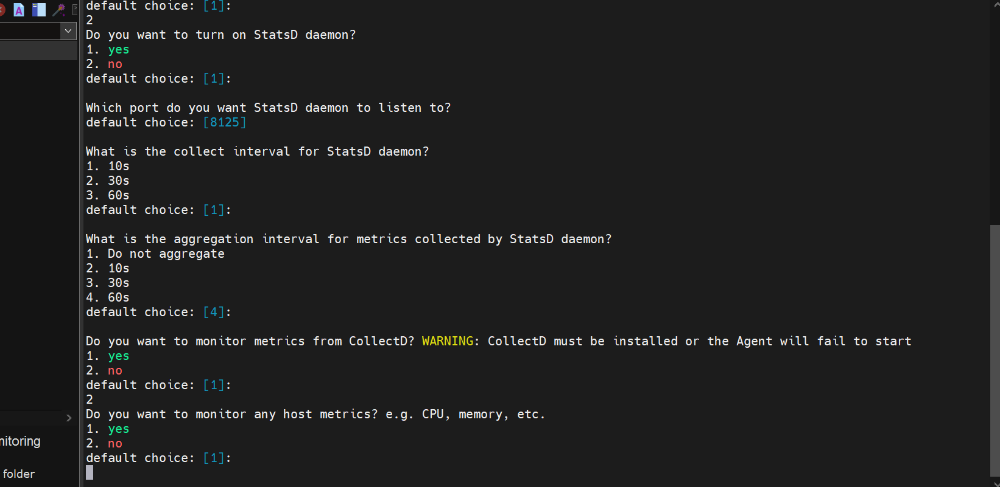 default choice: [1]:
2
Do you want to turn on StatsD daemon?
1. yes
2. no
default choice: [1]:
Which port do you want StatsD daemon to listen to?
default choice: [8125]
What is the collect interval for StatsD daemon?
1. 10s
2. 30s
3. 60s
default choice: [1]:
What is the aggregation interval for metrics collected by StatsD daemon?
1. Do not aggregate
2. 10s
3. 30s
4. 60s
default choice: [4]:
Do you want to monitor metrics from CollectD? WARNING: CollectD must be installed or the Agent will fail to start
1. yes
2. no
default choice: [1]:
2
Do you want to monitor any host metrics? e.g. CPU, memory, etc.
1. yes
2. no
default choice: [1]:
A
nitoring
folder